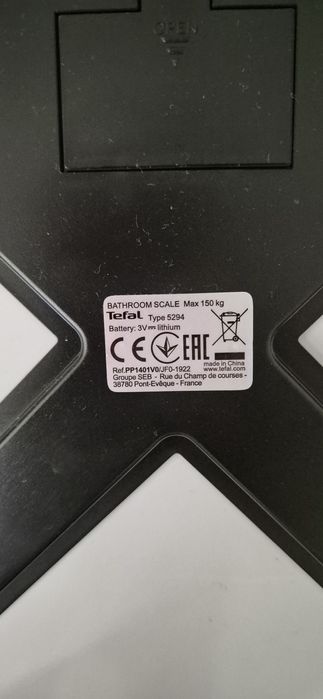 OPEN
BATHROOM SCALE Max 150 kg
Tefal Type 5294
Battery: 3V⎓ lithium
CE EAC
made in China
Ref.PP1401V0/JF0-1922 www.tefal.com
Groupe SEB - Rue du Champ de courses -
38780 Pont-Evêque - France